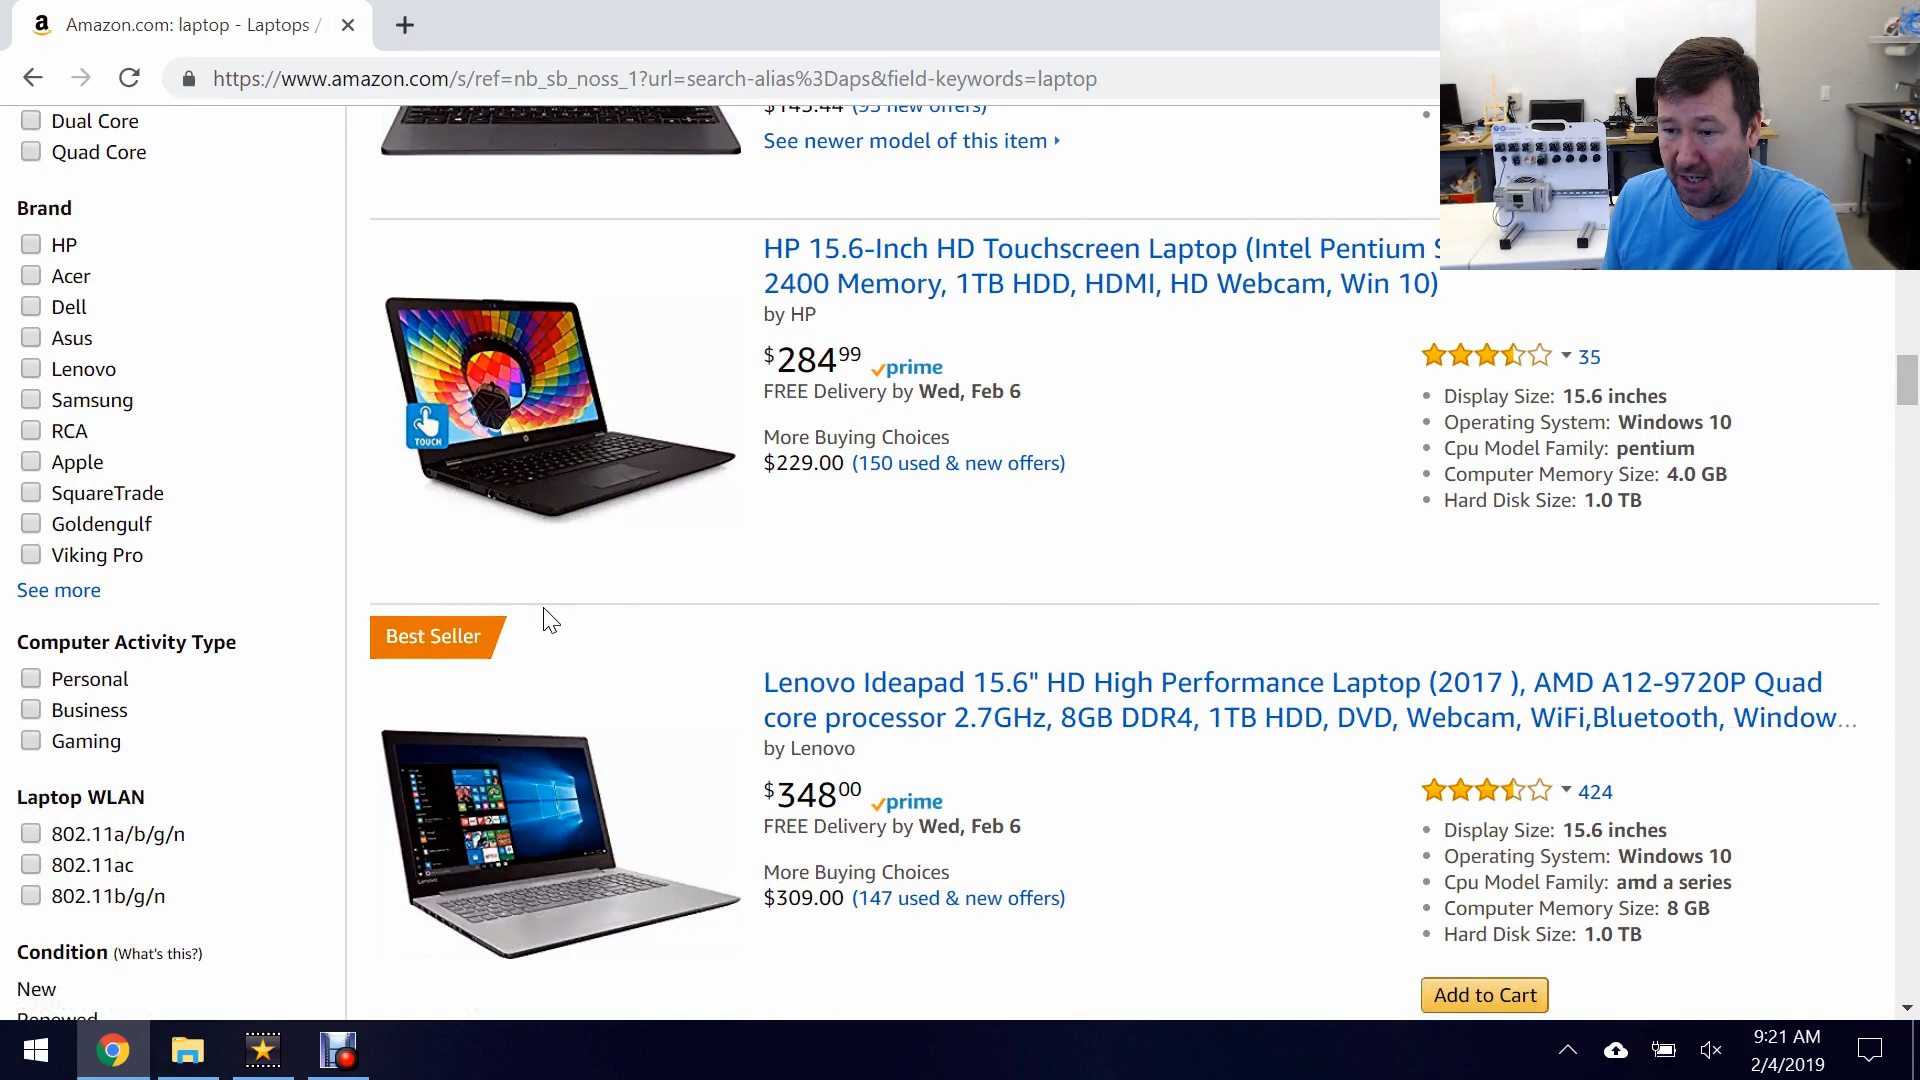 Amazon.com: laptop - Laptops /
https://www.amazon.com/s/ref=nb_sb_noss_1?url=search-alias%3Daps&field-keywords=laptop
Dual Core
Quad Core
Brand
HP
Acer
Dell
Asus
Lenovo
Samsung
RCA
Apple
SquareTrade
Goldengulf
Viking Pro
See more
Computer Activity Type
Personal
Business
Gaming
Laptop WLAN
802.11a/b/g/n
802.11ac
802.11b/g/n
Condition (What's this?)
New
Renewed
$145.44 (95 new offers)
See newer model of this item
HP 15.6-Inch HD Touchscreen Laptop (Intel Pentium S
2400 Memory, 1TB HDD, HDMI, HD Webcam, Win 10)
by HP
$284.99 prime
FREE Delivery by Wed, Feb 6
More Buying Choices
$229.00 (150 used & new offers)
TOUCH
35
Display Size: 15.6 inches
Operating System: Windows 10
Cpu Model Family: pentium
Computer Memory Size: 4.0 GB
Hard Disk Size: 1.0 TB
Best Seller
Lenovo Ideapad 15.6" HD High Performance Laptop (2017 ), AMD A12-9720P Quad
core processor 2.7GHz, 8GB DDR4, 1TB HDD, DVD, Webcam, WiFi,Bluetooth, Window...
by Lenovo
$348.00 prime
FREE Delivery by Wed, Feb 6
More Buying Choices
$309.00 (147 used & new offers)
424
Display Size: 15.6 inches
Operating System: Windows 10
Cpu Model Family: amd a series
Computer Memory Size: 8 GB
Hard Disk Size: 1.0 TB
Add to Cart
9:21 AM
2/4/2019